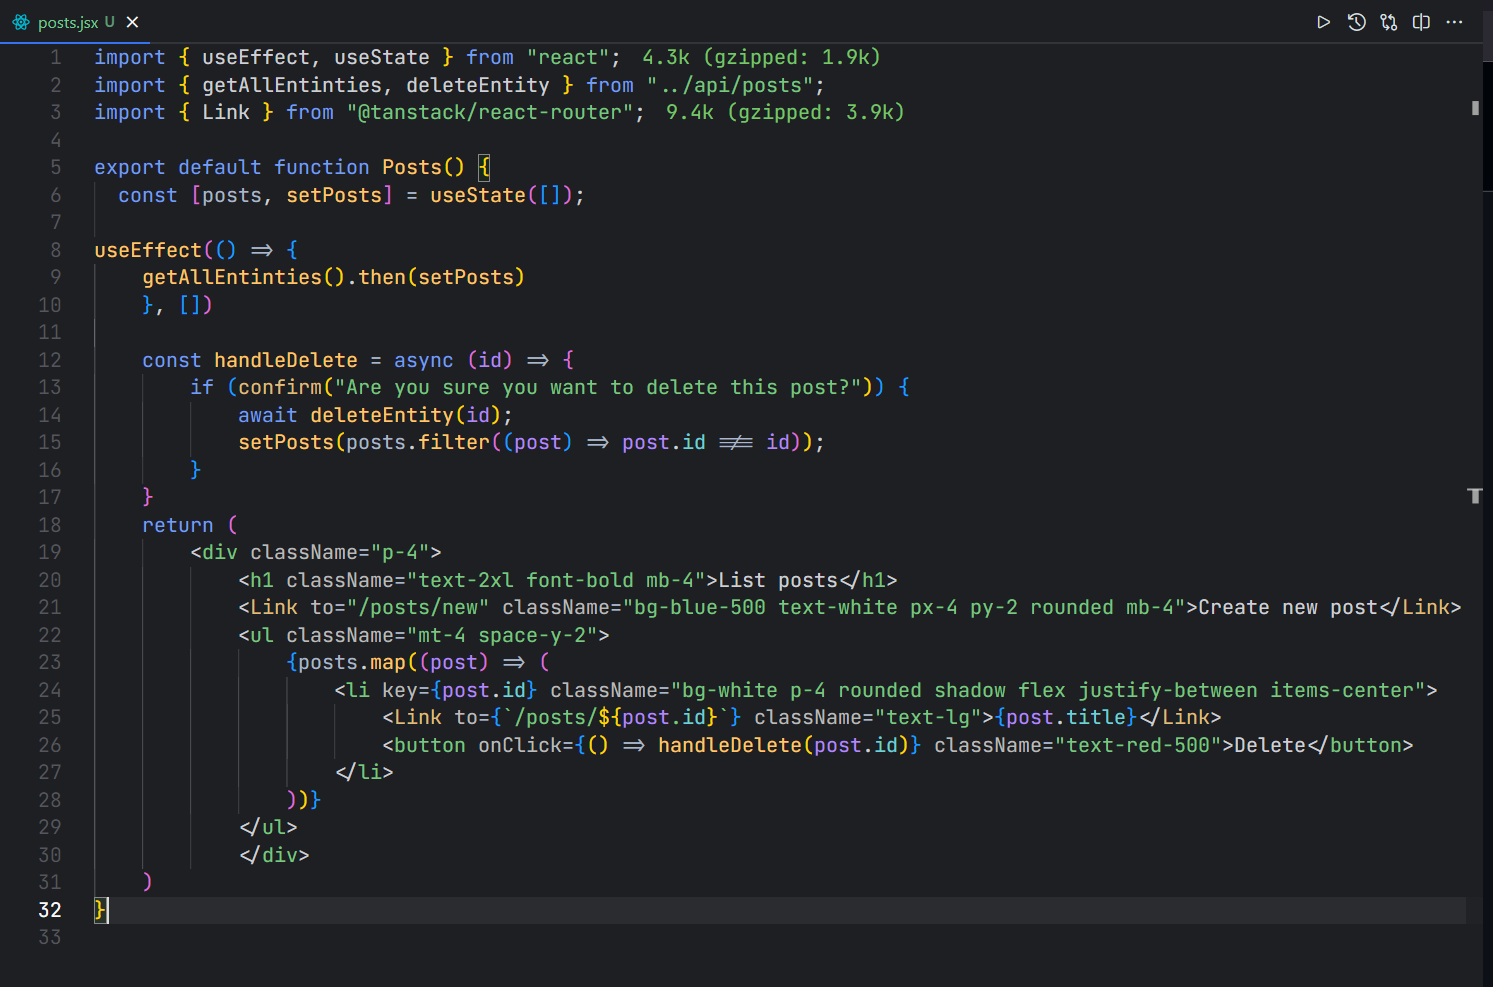 posts.jsx U
1 import { useEffect, useState } from "react"; 4.3k (gzipped: 1.9k)
2 import { getAllEntinties, deleteEntity } from "../api/posts";
3 import { Link } from "@tanstack/react-router"; 9.4k (gzipped: 3.9k)
4
5 export default function Posts() {
6   const [posts, setPosts] = useState([]);
7
8 useEffect(() => {
9     getAllEntinties().then(setPosts)
10     }, [])
11
12     const handleDelete = async (id) => {
13         if (confirm("Are you sure you want to delete this post?")) {
14             await deleteEntity(id);
15             setPosts(posts.filter((post) => post.id !== id));
16         }
17     }
18     return (
19         <div className="p-4">
20             <h1 className="text-2xl font-bold mb-4">List posts</h1>
21             <Link to="/posts/new" className="bg-blue-500 text-white px-4 py-2 rounded mb-4">Create new post</Link>
22             <ul className="mt-4 space-y-2">
23                 {posts.map((post) => (
24                     <li key={post.id} className="bg-white p-4 rounded shadow flex justify-between items-center">
25                         <Link to={`/posts/${post.id}`} className="text-lg">{post.title}</Link>
26                         <button onClick={() => handleDelete(post.id)} className="text-red-500">Delete</button>
27                     </li>
28                 ))}
29             </ul>
30             </div>
31     )
32 }
33